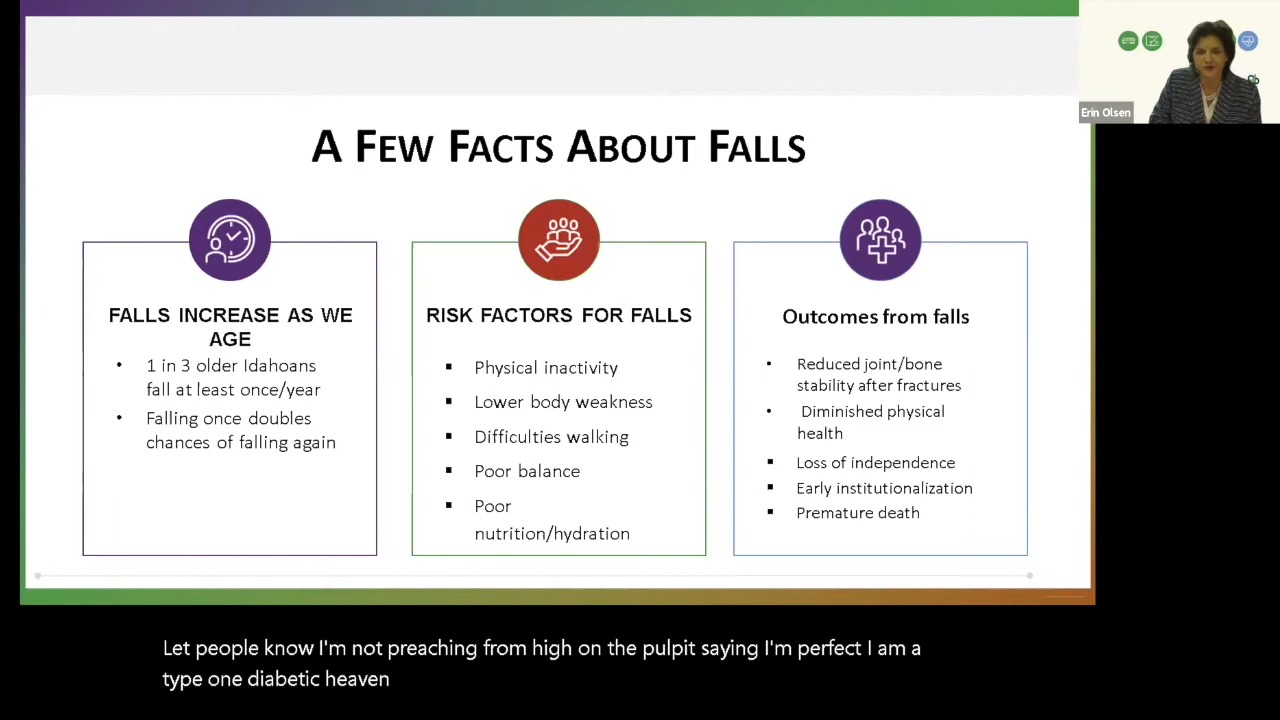 A FEW FACTS ABOUT FALLS
FALLS INCREASE AS WE
AGE
• 1 in 3 older Idahoans
fall at least once/year
• Falling once doubles
chances of falling again
RISK FACTORS FOR FALLS
▪ Physical inactivity
▪ Lower body weakness
▪ Difficulties walking
▪ Poor balance
▪ Poor
nutrition/hydration
Outcomes from falls
• Reduced joint/bone
stability after fractures
• Diminished physical
health
▪ Loss of independence
▪ Early institutionalization
▪ Premature death
Erin Olsen
Let people know I'm not preaching from high on the pulpit saying I'm perfect I am a
type one diabetic heaven